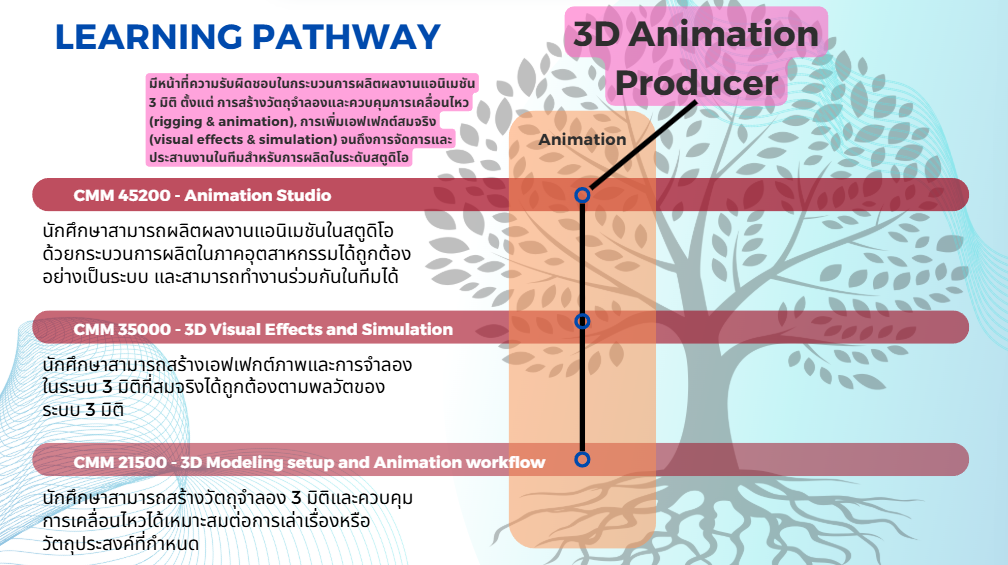 LEARNING PATHWAY
3D Animation
Producer
มีหน้าที่ความรับผิดชอบในกระบวนการผลิตผลงานแอนิเมชัน
3 มิติ ตั้งแต่ การสร้างวัตถุจำลองและควบคุมการเคลื่อนไหว
(rigging & animation), การเพิ่มเอฟเฟกต์สมจริง
(visual effects & simulation) จนถึงการจัดการและ
ประสานงานในทีมสำหรับการผลิตในระดับสตูดิโอ
Animation
CMM 45200 - Animation Studio
นักศึกษาสามารถผลิตผลงานแอนิเมชันในสตูดิโอ
ด้วยกระบวนการผลิตในภาคอุตสาหกรรมได้ถูกต้อง
อย่างเป็นระบบ และสามารถทำงานร่วมกันในทีมได้
CMM 35000 - 3D Visual Effects and Simulation
นักศึกษาสามารถสร้างเอฟเฟกต์ภาพและการจำลอง
ในระบบ 3 มิติที่สมจริงได้ถูกต้องตามพลวัตของ
ระบบ 3 มิติ
CMM 21500 - 3D Modeling setup and Animation workflow
นักศึกษาสามารถสร้างวัตถุจำลอง 3 มิติและควบคุม
การเคลื่อนไหวได้เหมาะสมต่อการเล่าเรื่องหรือ
วัตถุประสงค์ที่กำหนด